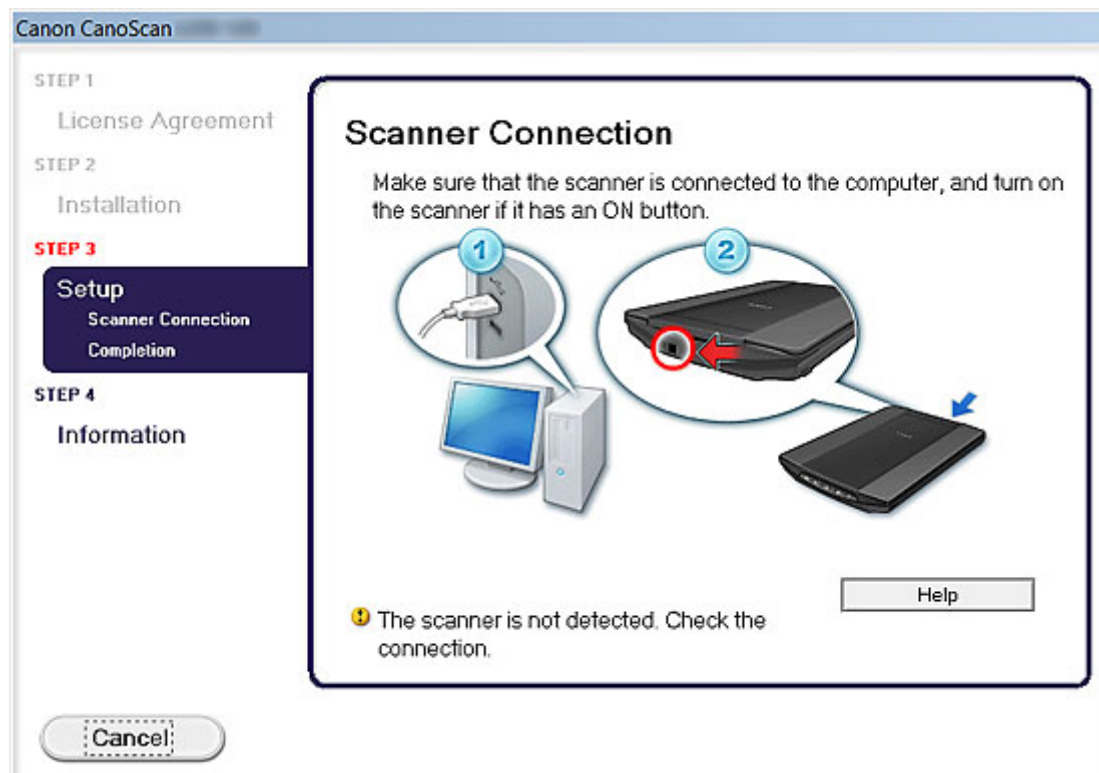 Canon CanoScan
STEP 1
License Agreement
STEP 2
Installation
STEP 3
Setup
Scanner Connection
Completion
STEP 4
Information
Scanner Connection
Make sure that the scanner is connected to the computer, and turn on
the scanner if it has an ON button.
1
2
Help
The scanner is not detected. Check the
connection.
Cancel